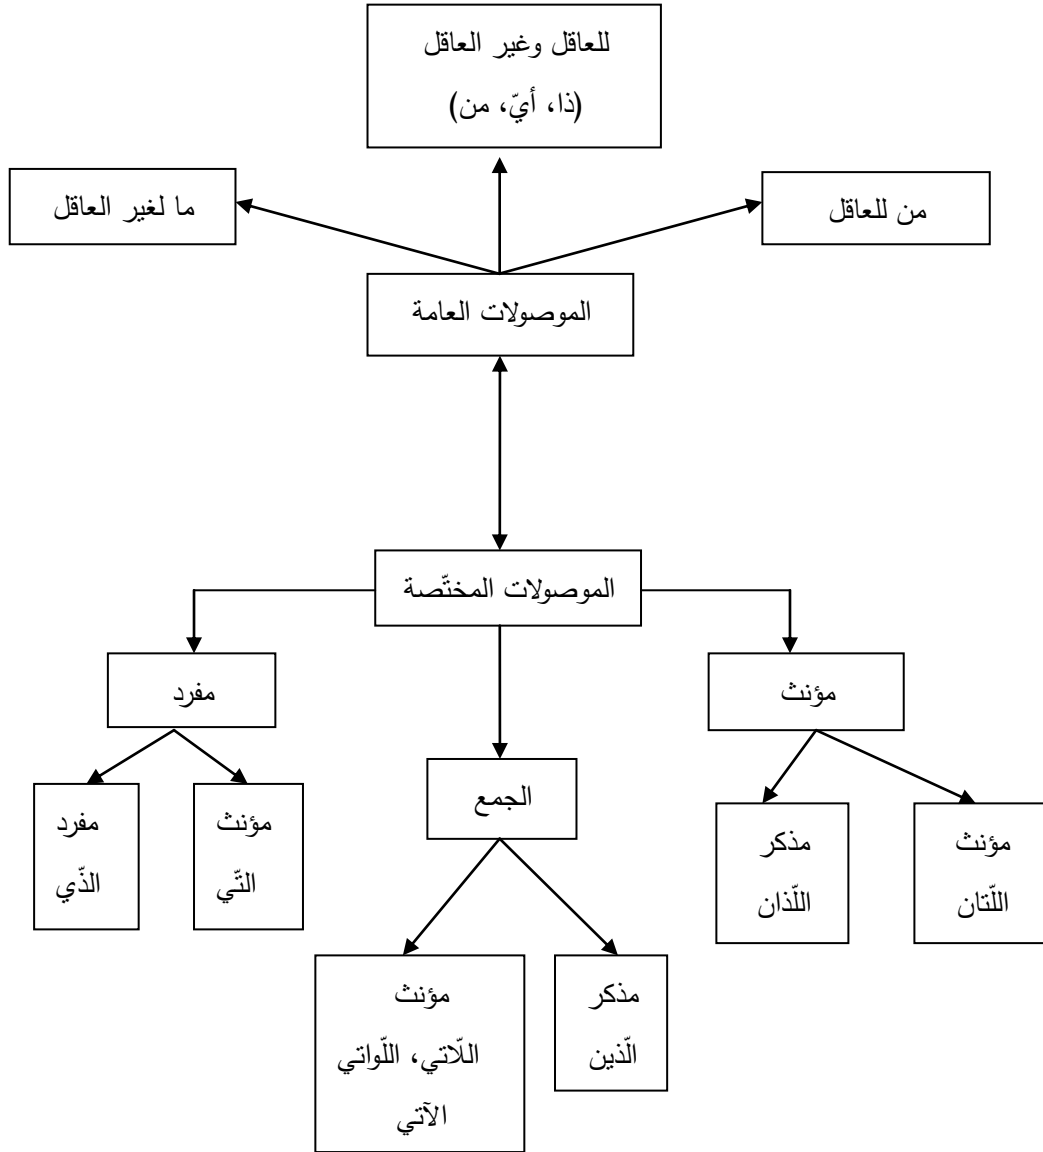 للعاقل وغير العاقل
(ذا، أيّ، من)
من للعاقل
ما لغير العاقل
الموصولات العامة
الموصولات المختّصة
مؤنث
مفرد
الجمع
مؤنث
اللّتان
مذكر
اللّذان
مؤنث
التّي
مفرد
الذّي
مذكر
الّذين
مؤنث
اللّاتي، اللّواتي
الآتي